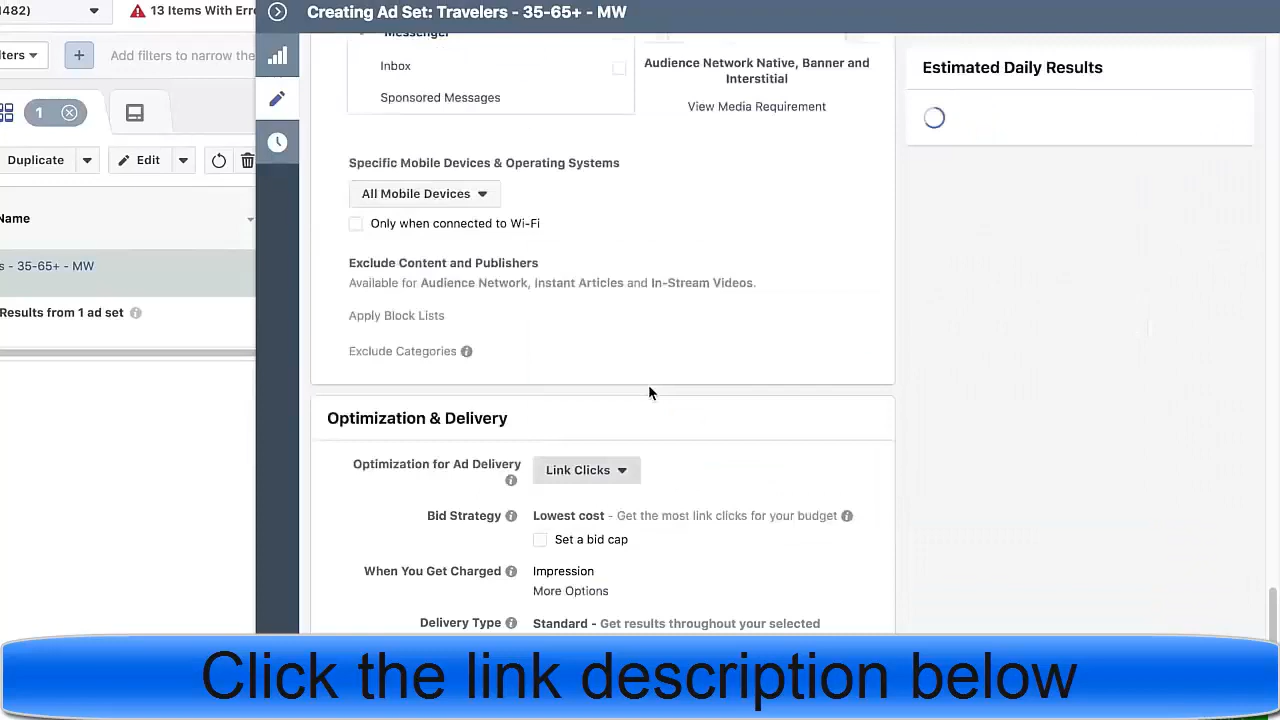 1482)
13 Items With Erro
Creating Ad Set: Travelers - 35-65+ - MW
lters
Add filters to narrow the
1
Duplicate
Edit
Name
s - 35-65+ - MW
Results from 1 ad set
Messenger
Inbox
Sponsored Messages
Audience Network Native, Banner and
Interstitial
View Media Requirement
Estimated Daily Results
Specific Mobile Devices & Operating Systems
All Mobile Devices
Only when connected to Wi-Fi
Exclude Content and Publishers
Available for Audience Network, Instant Articles and In-Stream Videos.
Apply Block Lists
Exclude Categories
Optimization & Delivery
Optimization for Ad Delivery
Link Clicks
Bid Strategy
Lowest cost - Get the most link clicks for your budget
Set a bid cap
When You Get Charged
Impression
More Options
Delivery Type
Standard - Get results throughout your selected
Click the link description below